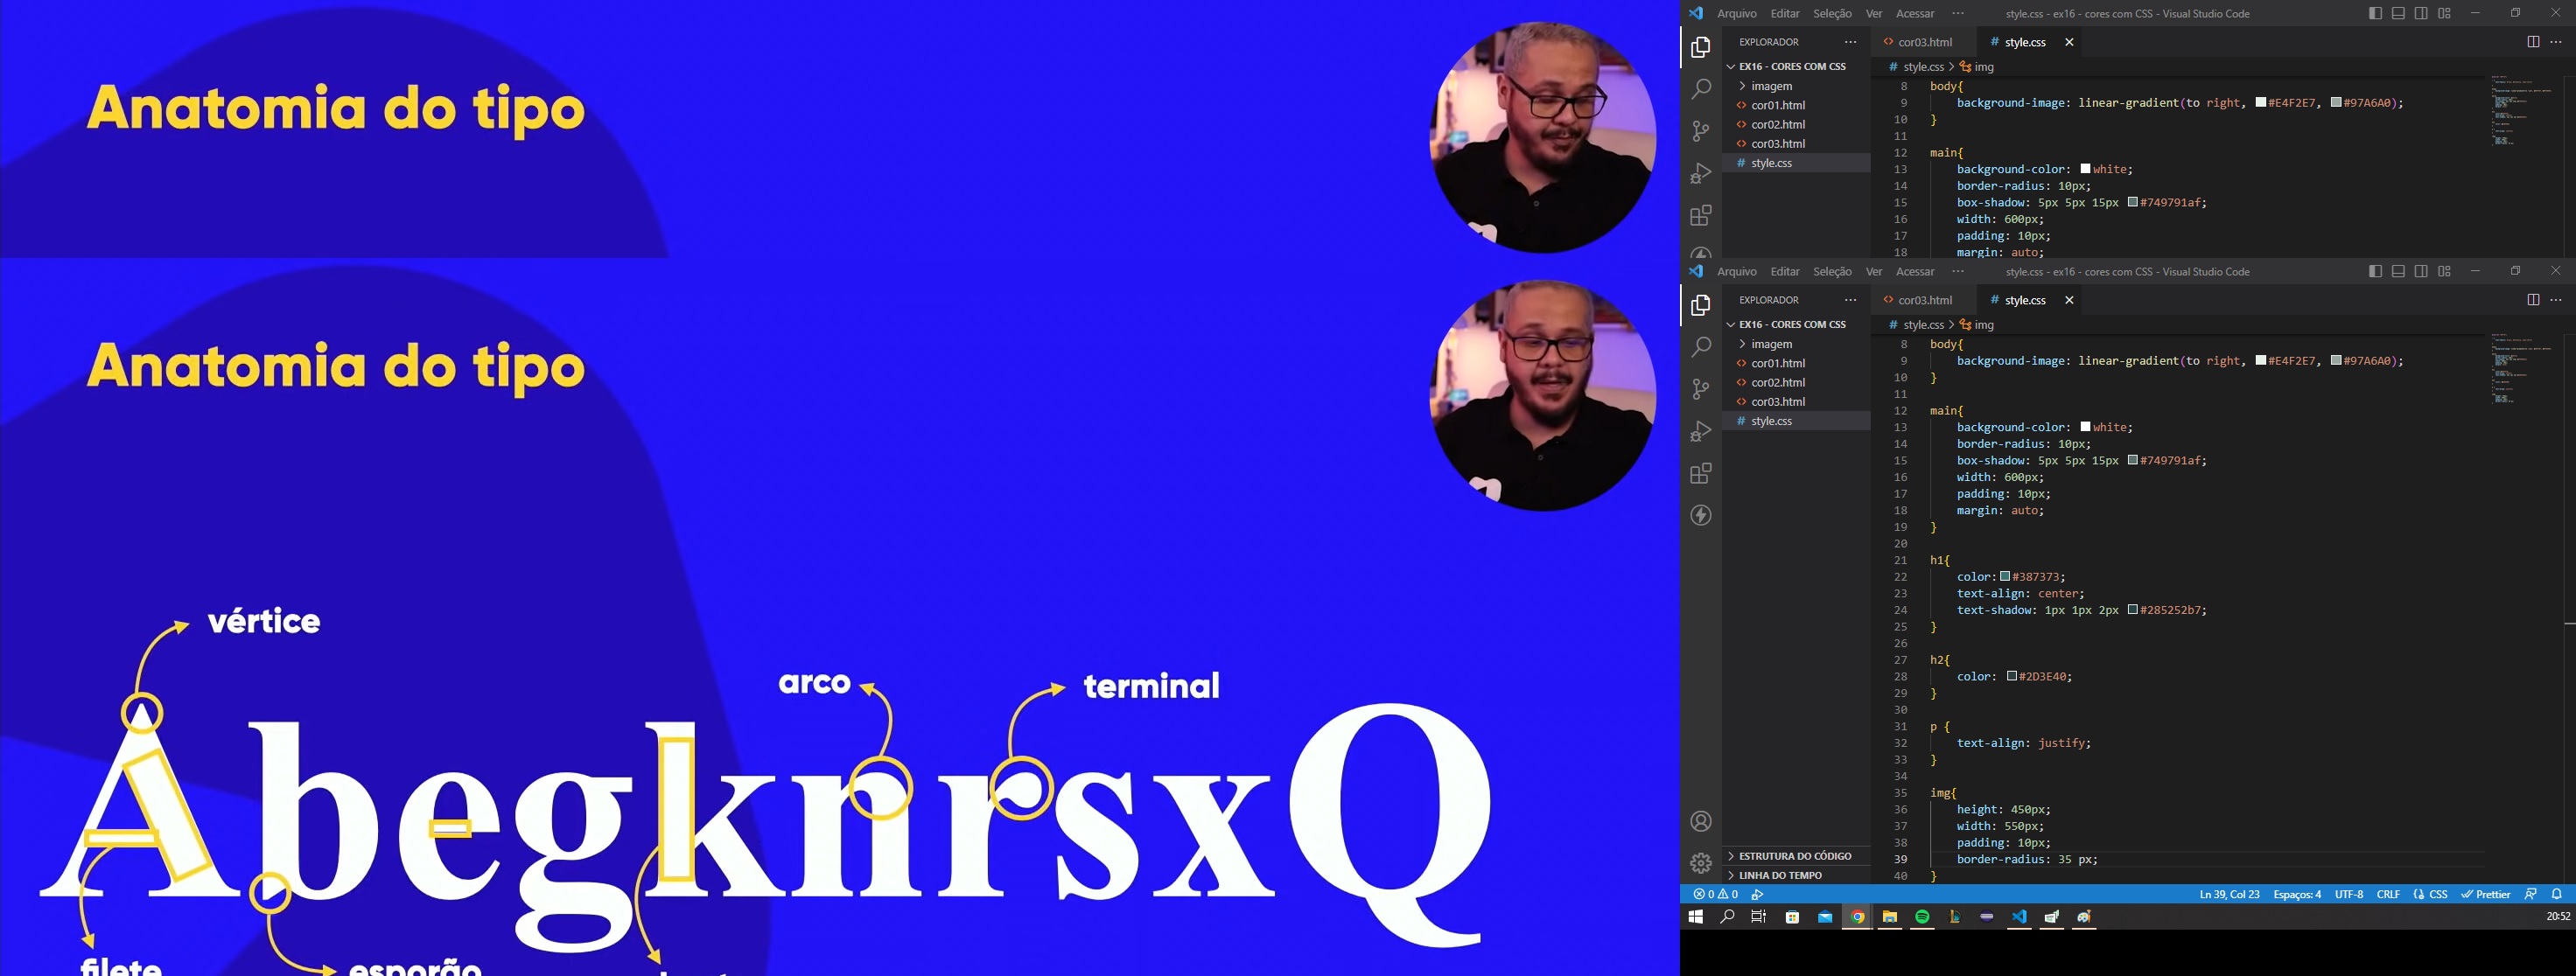 Anatomia do tipo
Arquivo Editar Seleção Ver Acessar ··· style.css - ex16 - cores com CSS - Visual Studio Code
EXPLORADOR ···
cor03.html
# style.css
EX16 - CORES COM CSS
# style.css > img
imagem
cor01.html
cor02.html
cor03.html
# style.css
8 body{
9 background-image: linear-gradient(to right, #E4F2E7, #97A6A0);
10 }
11
12 main{
13 background-color: white;
14 border-radius: 10px;
15 box-shadow: 5px 5px 15px #749791af;
16 width: 600px;
17 padding: 10px;
18 margin: auto;
Anatomia do tipo
vértice
arco
terminal
AbegknrsxQ
filete
esporão
Arquivo Editar Seleção Ver Acessar ··· style.css - ex16 - cores com CSS - Visual Studio Code
EXPLORADOR ···
cor03.html
# style.css
EX16 - CORES COM CSS
# style.css > img
imagem
cor01.html
cor02.html
cor03.html
# style.css
8 body{
9 background-image: linear-gradient(to right, #E4F2E7, #97A6A0);
10 }
11
12 main{
13 background-color: white;
14 border-radius: 10px;
15 box-shadow: 5px 5px 15px #749791af;
16 width: 600px;
17 padding: 10px;
18 margin: auto;
19 }
20
21 h1{
22 color: #387373;
23 text-align: center;
24 text-shadow: 1px 1px 2px #285252b7;
25 }
26
27 h2{
28 color: #2D3E40;
29 }
30
31 p {
32 text-align: justify;
33 }
34
35 img{
36 height: 450px;
37 width: 550px;
38 padding: 10px;
39 border-radius: 35 px;
40 }
ESTRUTURA DO CÓDIGO
LINHA DO TEMPO
0 0 Ln 39, Col 23 Espaços: 4 UTF-8 CRLF CSS Prettier
20:52